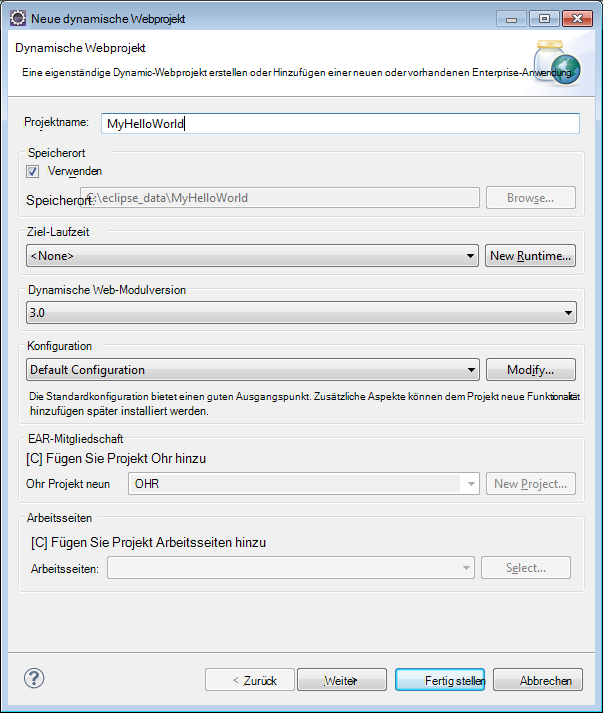 Neue dynamische Webprojekt
Dynamische Webprojekt
Eine eigenständige Dynamic-Webprojekt erstellen oder Hinzufügen einer neuen oder vorhandenen Enterprise-Anwendung.
Projektname: MyHelloWorld
Speicherort
Verwenden
Speicherort: C:\eclipse_data\MyHelloWorld Browse...
Ziel-Laufzeit
<None> New Runtime...
Dynamische Web-Modulversion
3.0
Konfiguration
Default Configuration Modify...
Die Standardkonfiguration bietet einen guten Ausgangspunkt. Zusätzliche Aspekte können dem Projekt neue Funktionalität
hinzufügen später installiert werden.
EAR-Mitgliedschaft
[C] Fügen Sie Projekt Ohr hinzu
Ohr Projekt neun OHR New Project...
Arbeitsseiten
[C] Fügen Sie Projekt Arbeitsseiten hinzu
Arbeitsseiten: Select...
? < Zurück Weiter> Fertig stellen Abbrechen